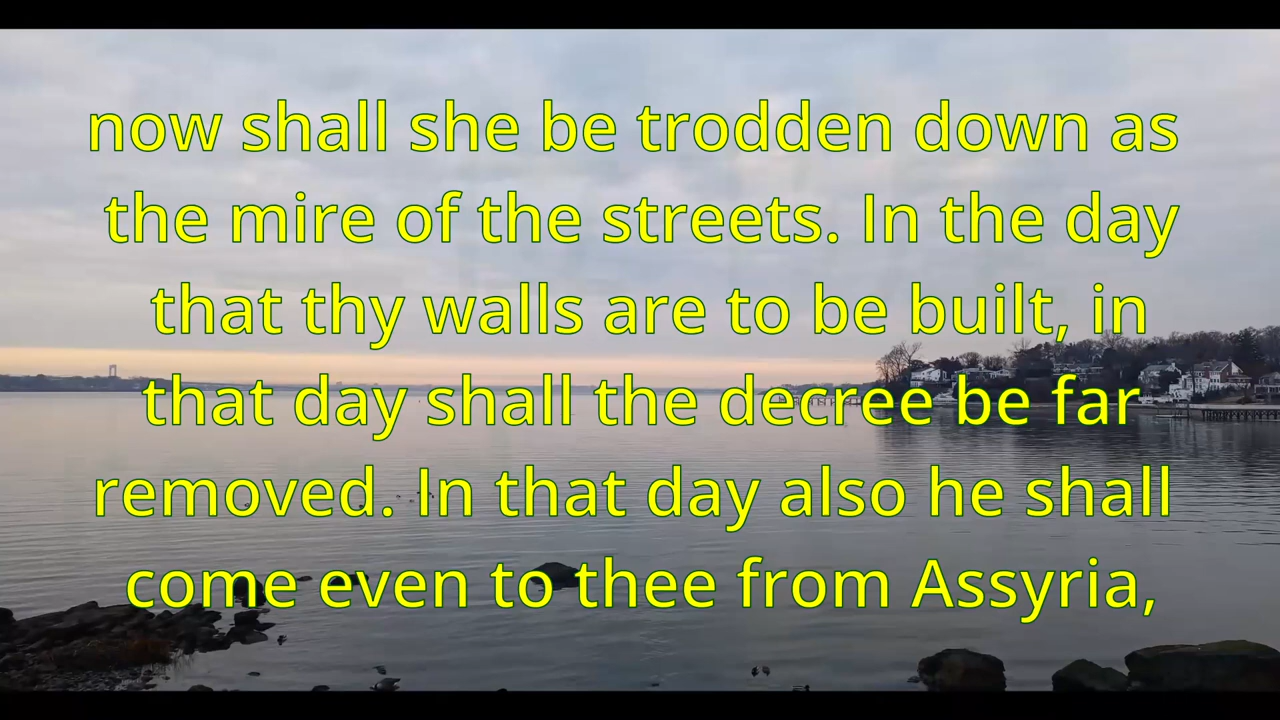 now shall she be trodden down as
the mire of the streets. In the day
that thy walls are to be built, in
that day shall the decree be far
removed. In that day also he shall
come even to thee from Assyria,